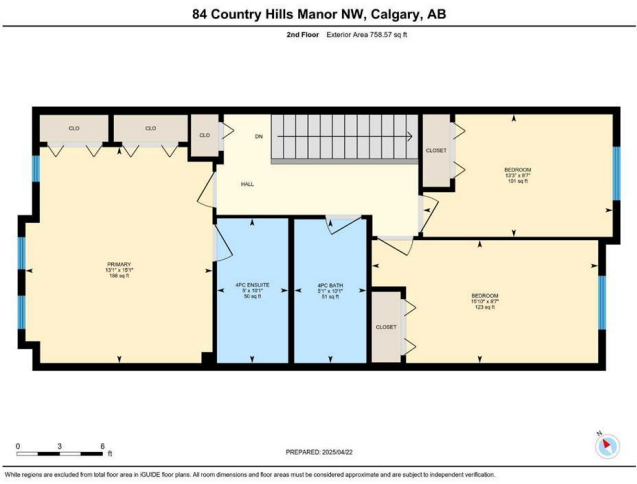 84 Country Hills Manor NW, Calgary, AB
2nd Floor Exterior Area 758.57 sq ft
CLO
CLO
CLO
DN
CLOSET
HALL
BEDROOM
13'3" x 8'7"
101 sq ft
PRIMARY
13'1" x 15'1"
198 sq ft
4PC ENSUITE
5' x 10'1"
50 sq ft
4PC BATH
5'1" x 10'1"
51 sq ft
BEDROOM
15'10" x 8'7"
123 sq ft
CLOSET
0 3 6
ft
PREPARED: 2025/04/22
N
White regions are excluded from total floor area in iGUIDE floor plans. All room dimensions and floor areas must be considered approximate and are subject to independent verification.